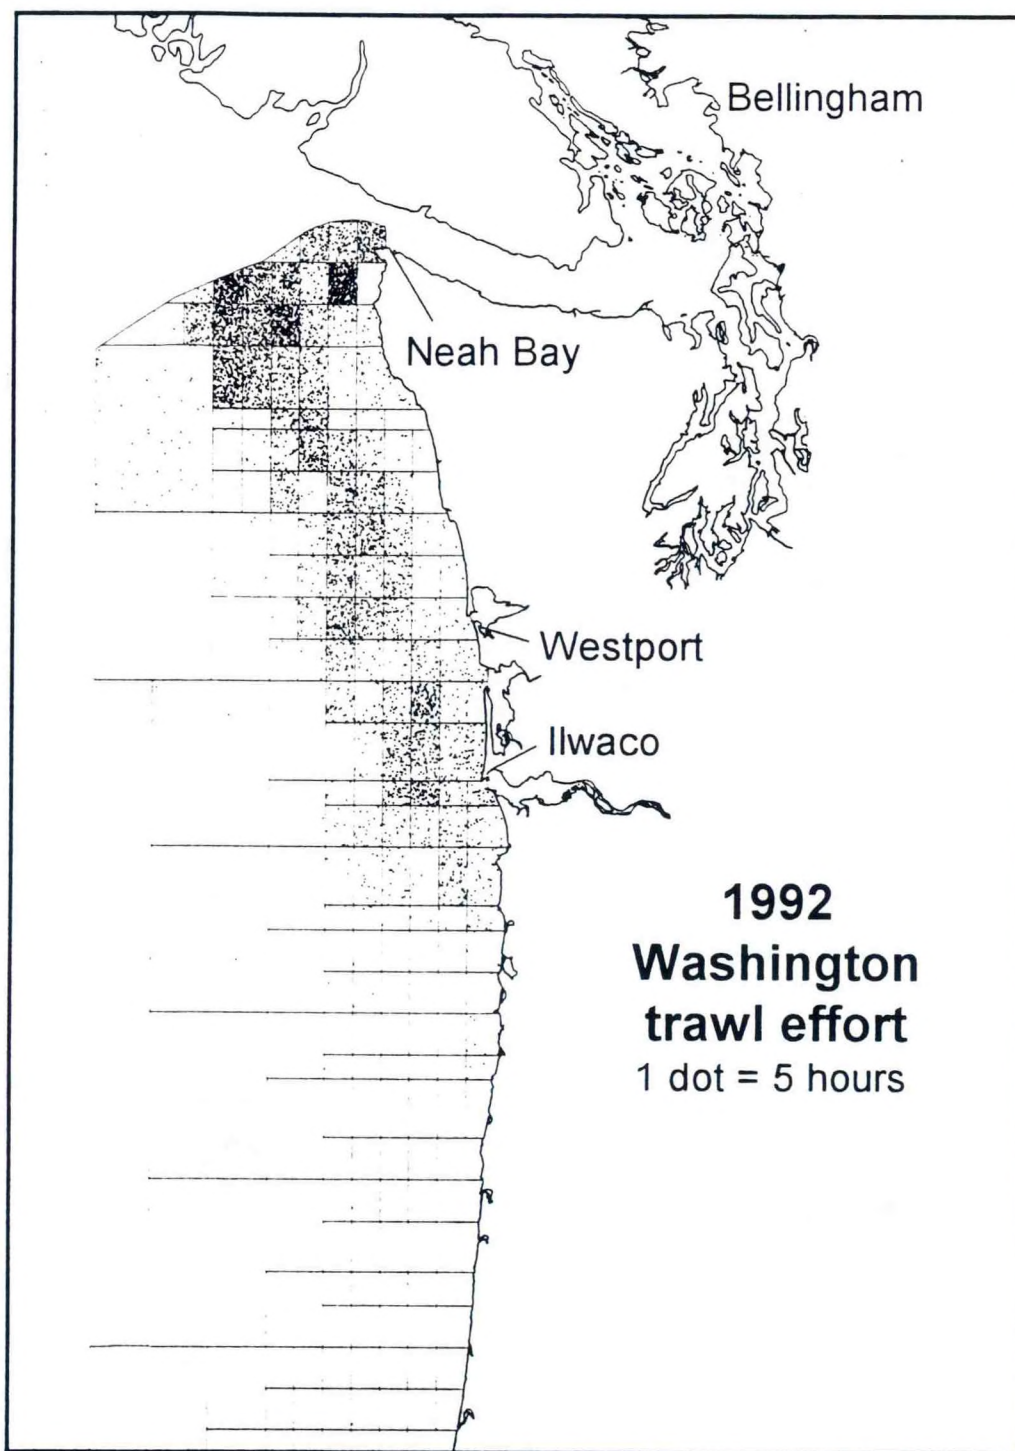 Bellingham
Neah Bay
Westport
Ilwaco
1992
Washington
trawl effort
1 dot = 5 hours